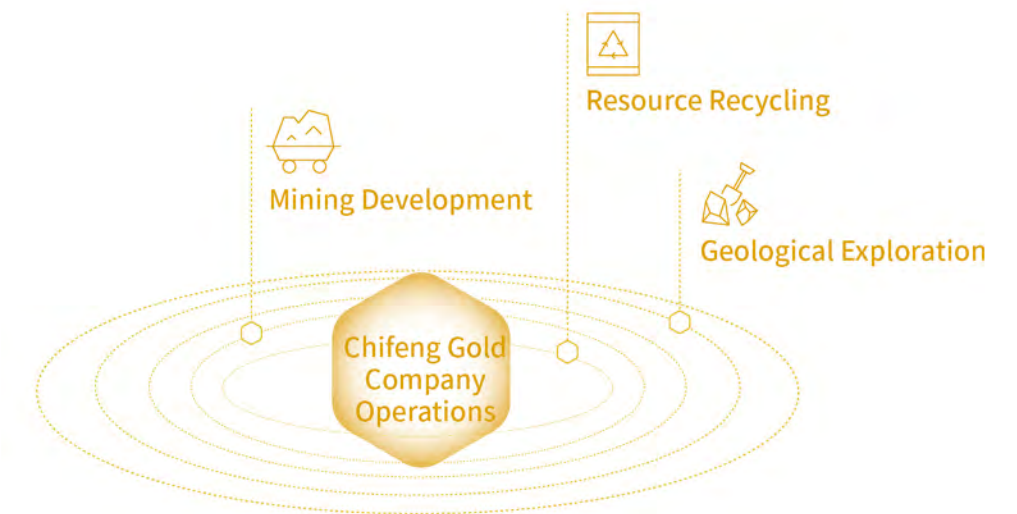 Resource Recycling
Mining Development
Geological Exploration
Chifeng Gold
Company
Operations